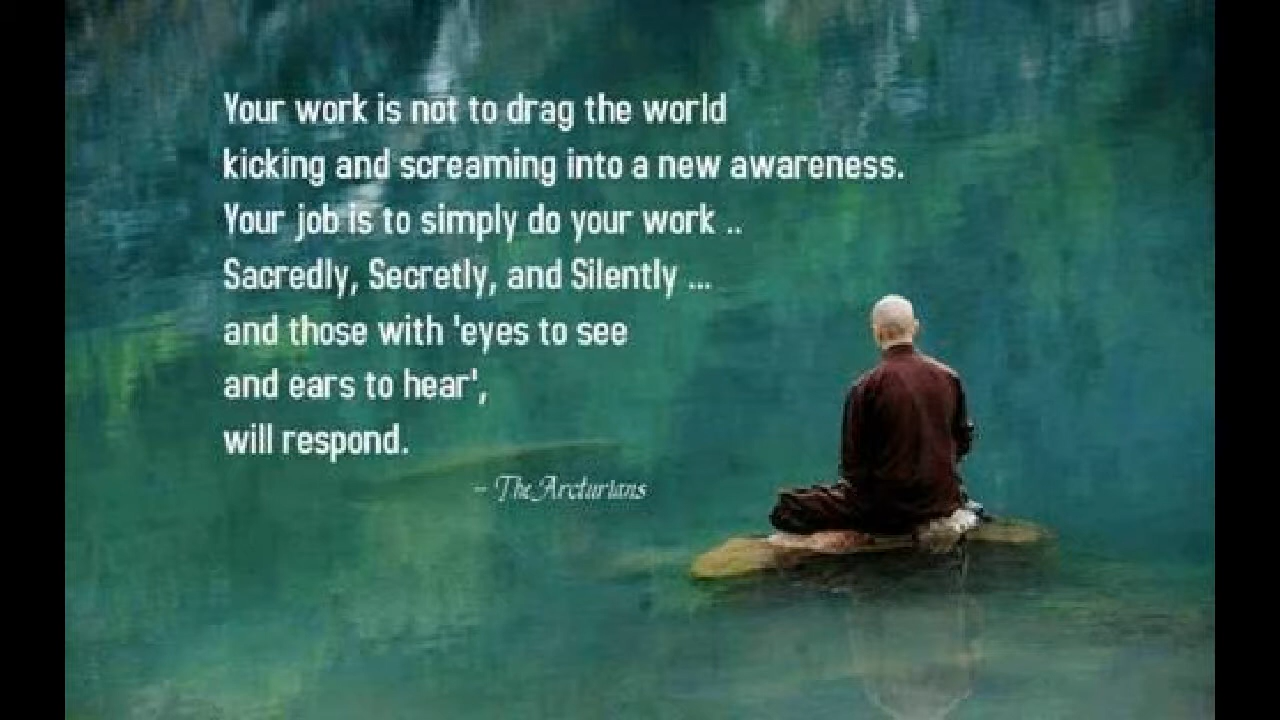 Your work is not to drag the world
kicking and screaming into a new awareness.
Your job is to simply do your work ..
Sacredly, Secretly, and Silently ...
and those with 'eyes to see
and ears to hear',
will respond.
- The Arcturians